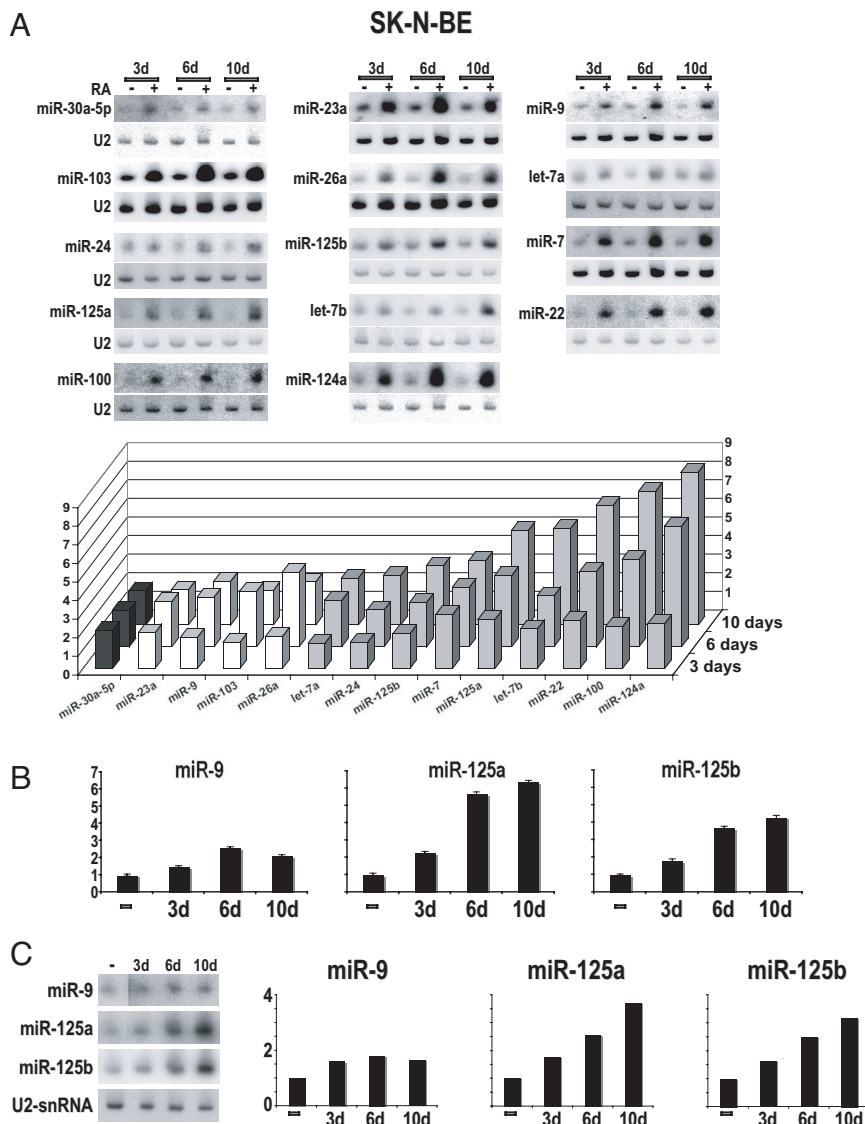 A
SK-N-BE
3d 6d 10d
RA - + - + - +
miR-30a-5p
U2
miR-103
U2
miR-24
U2
miR-125a
U2
miR-100
U2
3d 6d 10d
- + - + - +
miR-23a
miR-26a
miR-125b
let-7b
miR-124a
3d 6d 10d
- + - + - +
miR-9
let-7a
miR-7
miR-22
9
8
7
6
5
4
3
2
1
0
9
8
7
6
5
4
3
2
1
10 days
6 days
3 days
miR-30a-5p
miR-23a
miR-9
miR-103
miR-26a
let-7a
miR-24
miR-125b
miR-7
miR-125a
let-7b
miR-22
miR-100
miR-124a
B
miR-9
7
6
5
4
3
2
1
0
- 3d 6d 10d
miR-125a
- 3d 6d 10d
miR-125b
- 3d 6d 10d
C
- 3d 6d 10d
miR-9
miR-125a
miR-125b
U2-snRNA
miR-9
4
2
0
- 3d 6d 10d
miR-125a
- 3d 6d 10d
miR-125b
- 3d 6d 10d